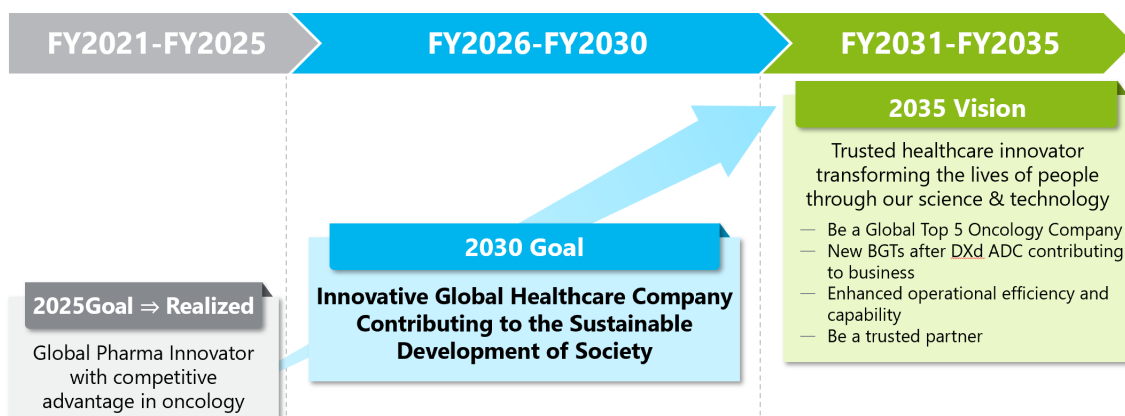 FY2021-FY2025
FY2026-FY2030
FY2031-FY2035
2025Goal ⇒ Realized
Global Pharma Innovator
with competitive
advantage in oncology
2030 Goal
Innovative Global Healthcare Company
Contributing to the Sustainable
Development of Society
2035 Vision
Trusted healthcare innovator
transforming the lives of people
through our science & technology
— Be a Global Top 5 Oncology Company
— New BGTs after DXd ADC contributing
to business
— Enhanced operational efficiency and
capability
— Be a trusted partner